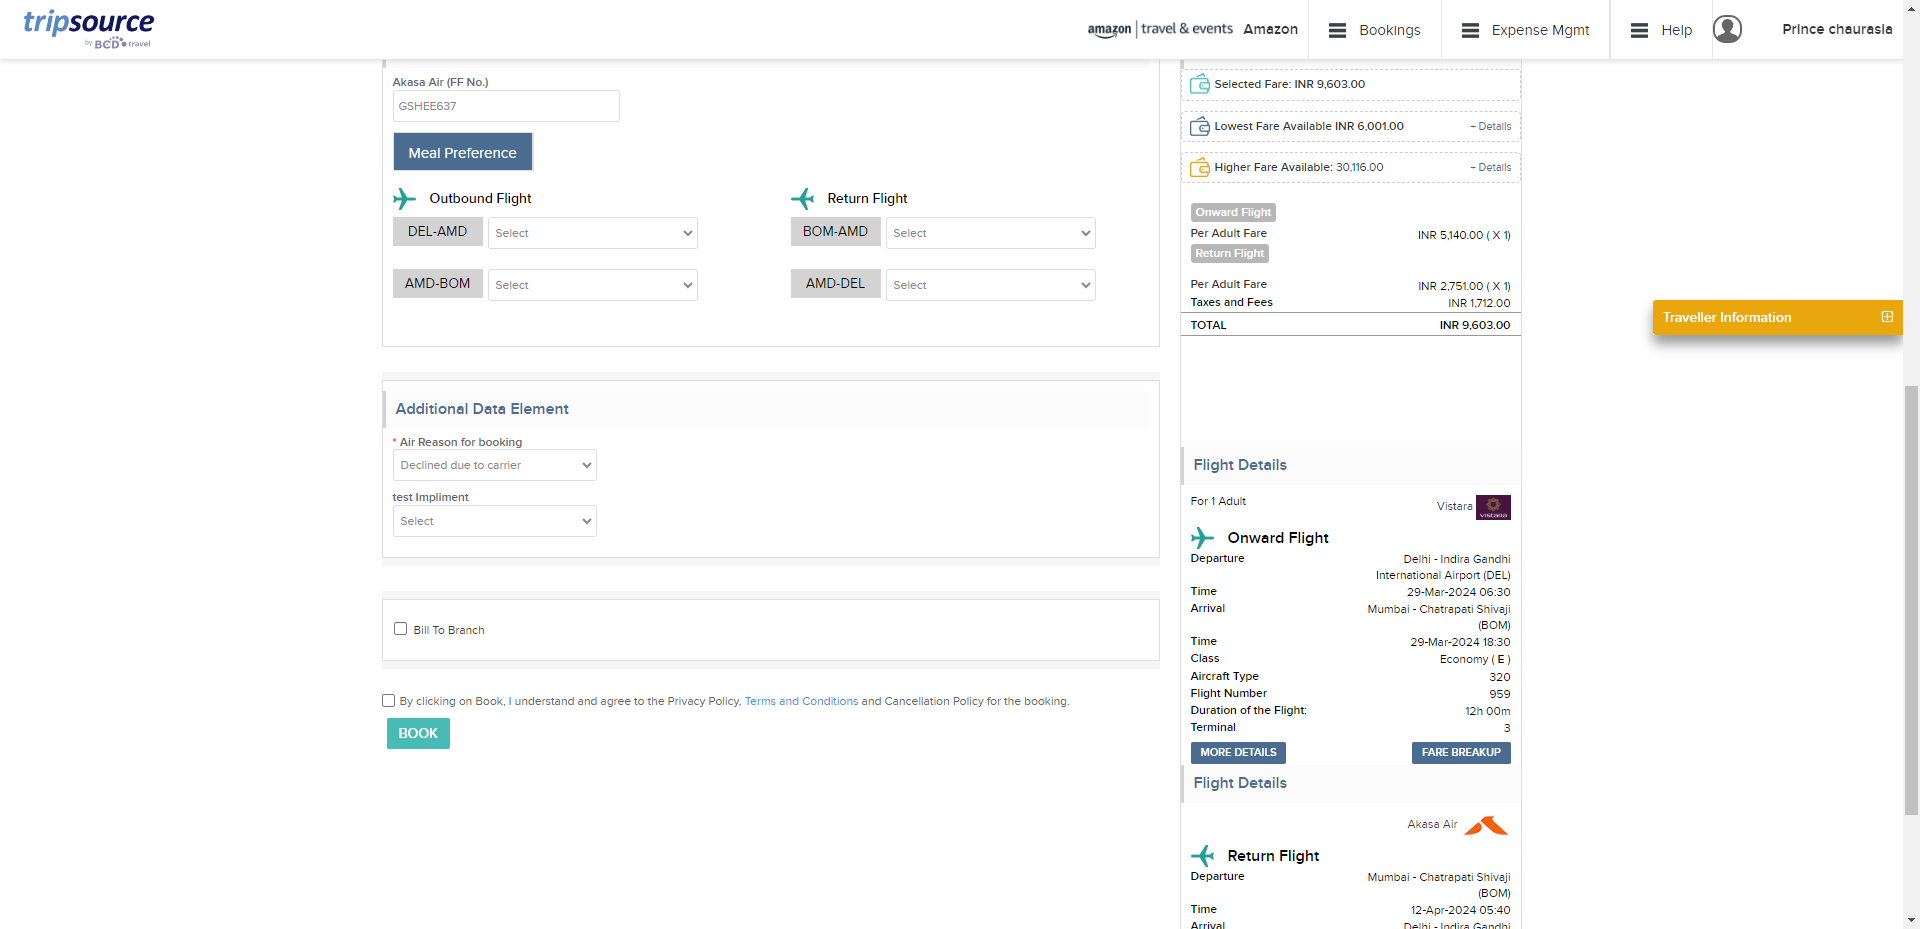 tripsource
by BCD travel
amazon | travel & events Amazon
Bookings
Expense Mgmt
Help
Prince chaurasia
Akasa Air (FF No.)
GSHEE637
Meal Preference
Outbound Flight
Return Flight
DEL-AMD Select
BOM-AMD Select
AMD-BOM Select
AMD-DEL Select
Additional Data Element
* Air Reason for booking
Declined due to carrier
test Impliment
Select
Bill To Branch
By clicking on Book, I understand and agree to the Privacy Policy, Terms and Conditions and Cancellation Policy for the booking.
BOOK
Selected Fare: INR 9,603.00
Lowest Fare Available INR 6,001.00 + Details
Higher Fare Available: 30,116.00 + Details
Onward Flight
Per Adult Fare INR 5,140.00 ( X 1)
Return Flight
Per Adult Fare INR 2,751.00 ( X 1)
Taxes and Fees INR 1,712.00
TOTAL INR 9,603.00
Traveller Information
Flight Details
For 1 Adult Vistara
VISTARA
Onward Flight
Departure Delhi - Indira Gandhi
International Airport (DEL)
Time 29-Mar-2024 06:30
Arrival Mumbai - Chatrapati Shivaji
(BOM)
Time 29-Mar-2024 18:30
Class Economy ( E )
Aircraft Type 320
Flight Number 959
Duration of the Flight: 12h 00m
Terminal 3
MORE DETAILS FARE BREAKUP
Flight Details
Akasa Air
Return Flight
Departure Mumbai - Chatrapati Shivaji
(BOM)
Time 12-Apr-2024 05:40
Arrival Delhi - Indira Gandhi